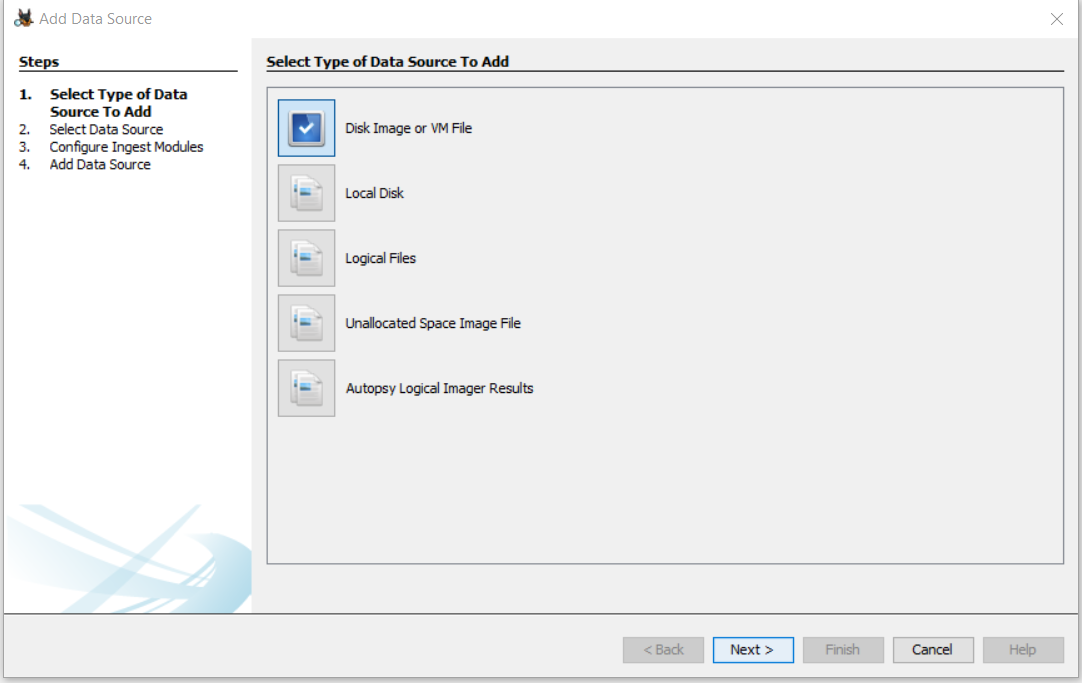 Add Data Source
Steps
1. Select Type of Data
Source To Add
2. Select Data Source
3. Configure Ingest Modules
4. Add Data Source
Select Type of Data Source To Add
Disk Image or VM File
Local Disk
Logical Files
Unallocated Space Image File
Autopsy Logical Imager Results
< Back
Next >
Finish
Cancel
Help